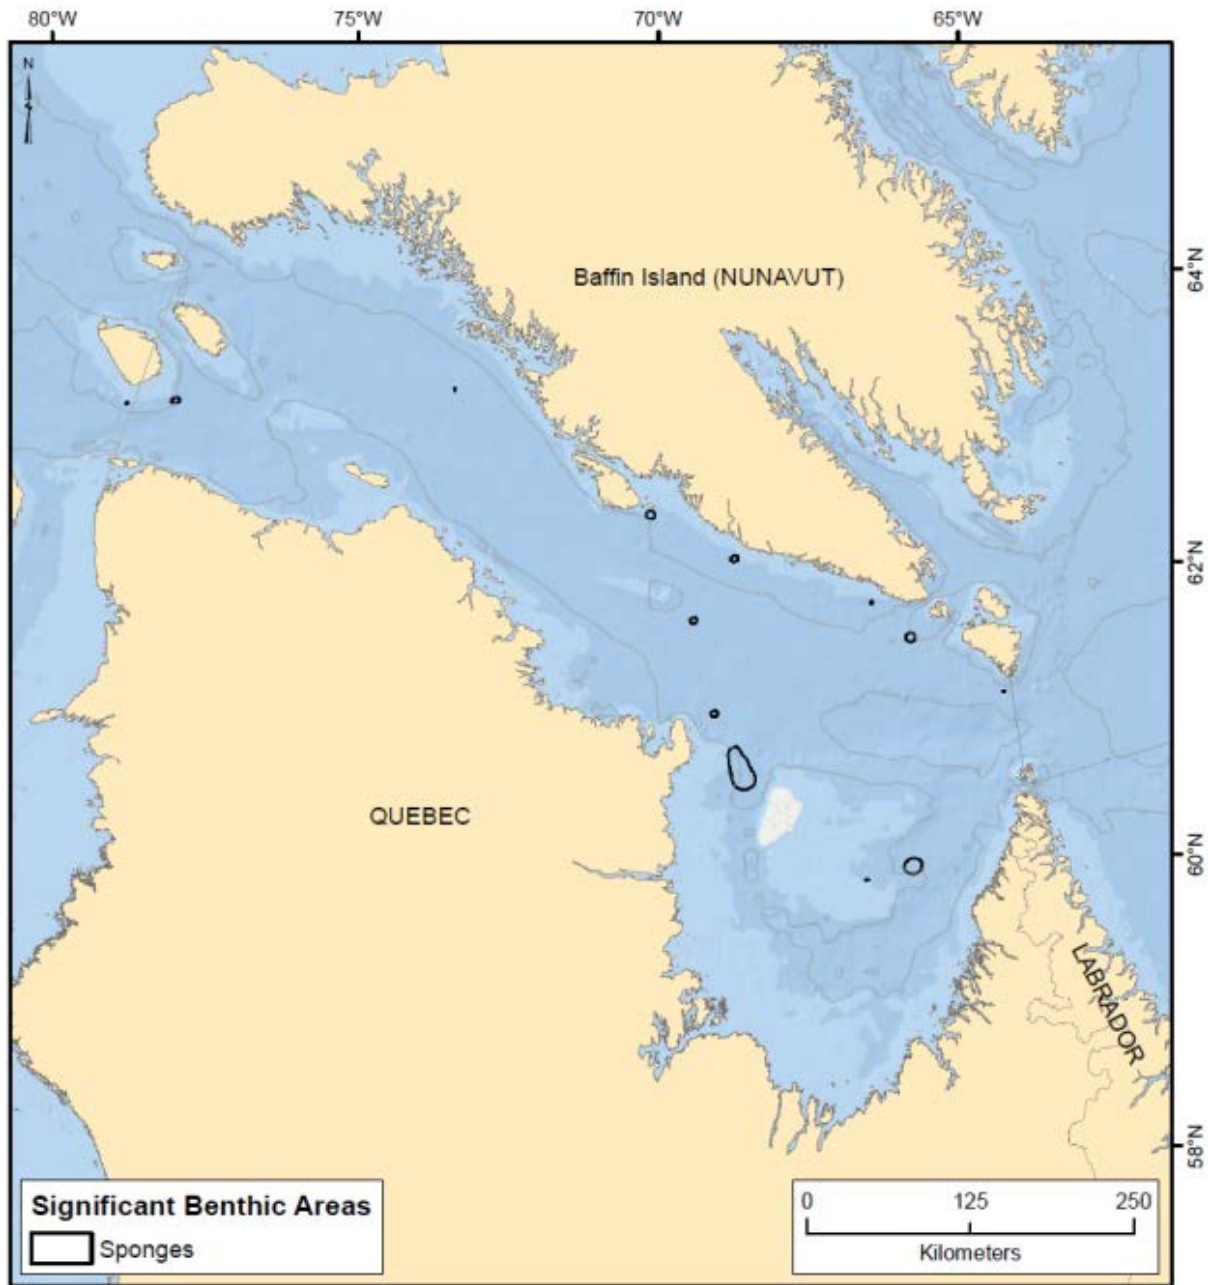 80°W 75°W 70°W 65°W
N
64°N
Baffin Island (NUNAVUT)
62°N
QUEBEC
60°N
LABRADOR
58°N
Significant Benthic Areas
Sponges
0 125 250
Kilometers